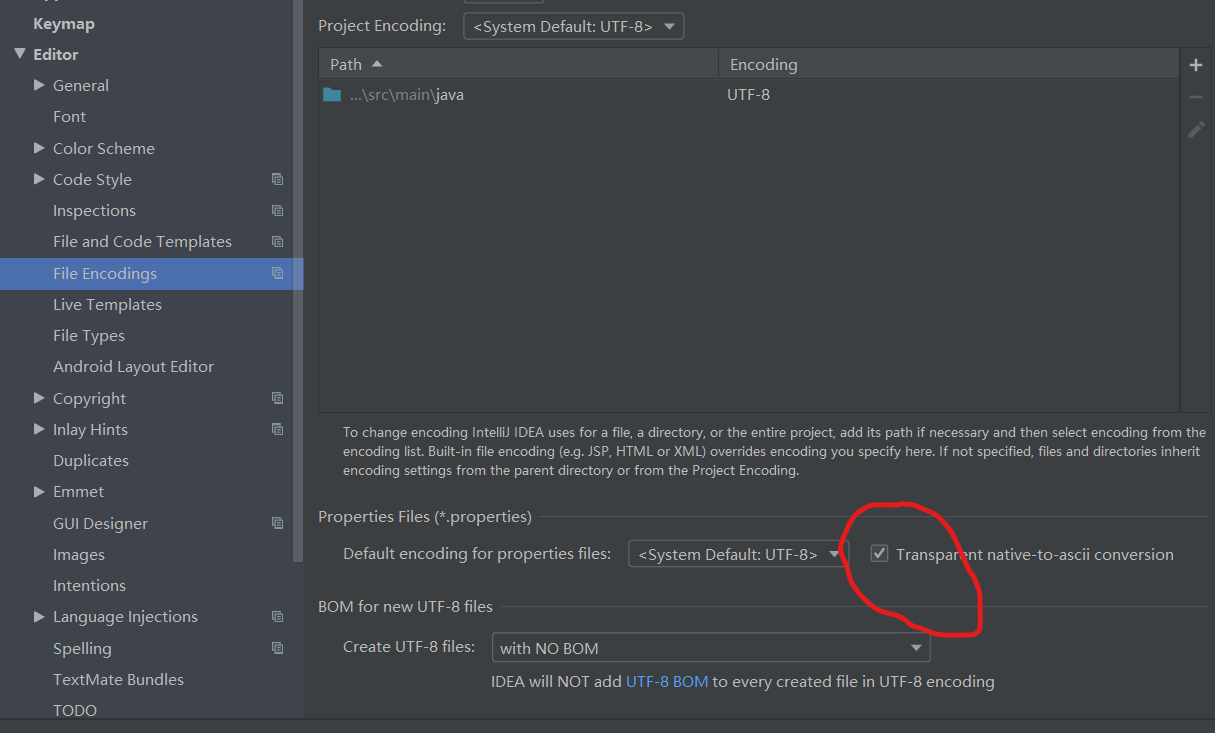 Keymap
Editor
General
Font
Color Scheme
Code Style
Inspections
File and Code Templates
File Encodings
Live Templates
File Types
Android Layout Editor
Copyright
Inlay Hints
Duplicates
Emmet
GUI Designer
Images
Intentions
Language Injections
Spelling
TextMate Bundles
TODO
Project Encoding: <System Default: UTF-8>
Path Encoding
...\src\main\java UTF-8
To change encoding IntelliJ IDEA uses for a file, a directory, or the entire project, add its path if necessary and then select encoding from the
encoding list. Built-in file encoding (e.g. JSP, HTML or XML) overrides encoding you specify here. If not specified, files and directories inherit
encoding settings from the parent directory or from the Project Encoding.
Properties Files (*.properties)
Default encoding for properties files: <System Default: UTF-8> Transparent native-to-ascii conversion
BOM for new UTF-8 files
Create UTF-8 files: with NO BOM
IDEA will NOT add UTF-8 BOM to every created file in UTF-8 encoding